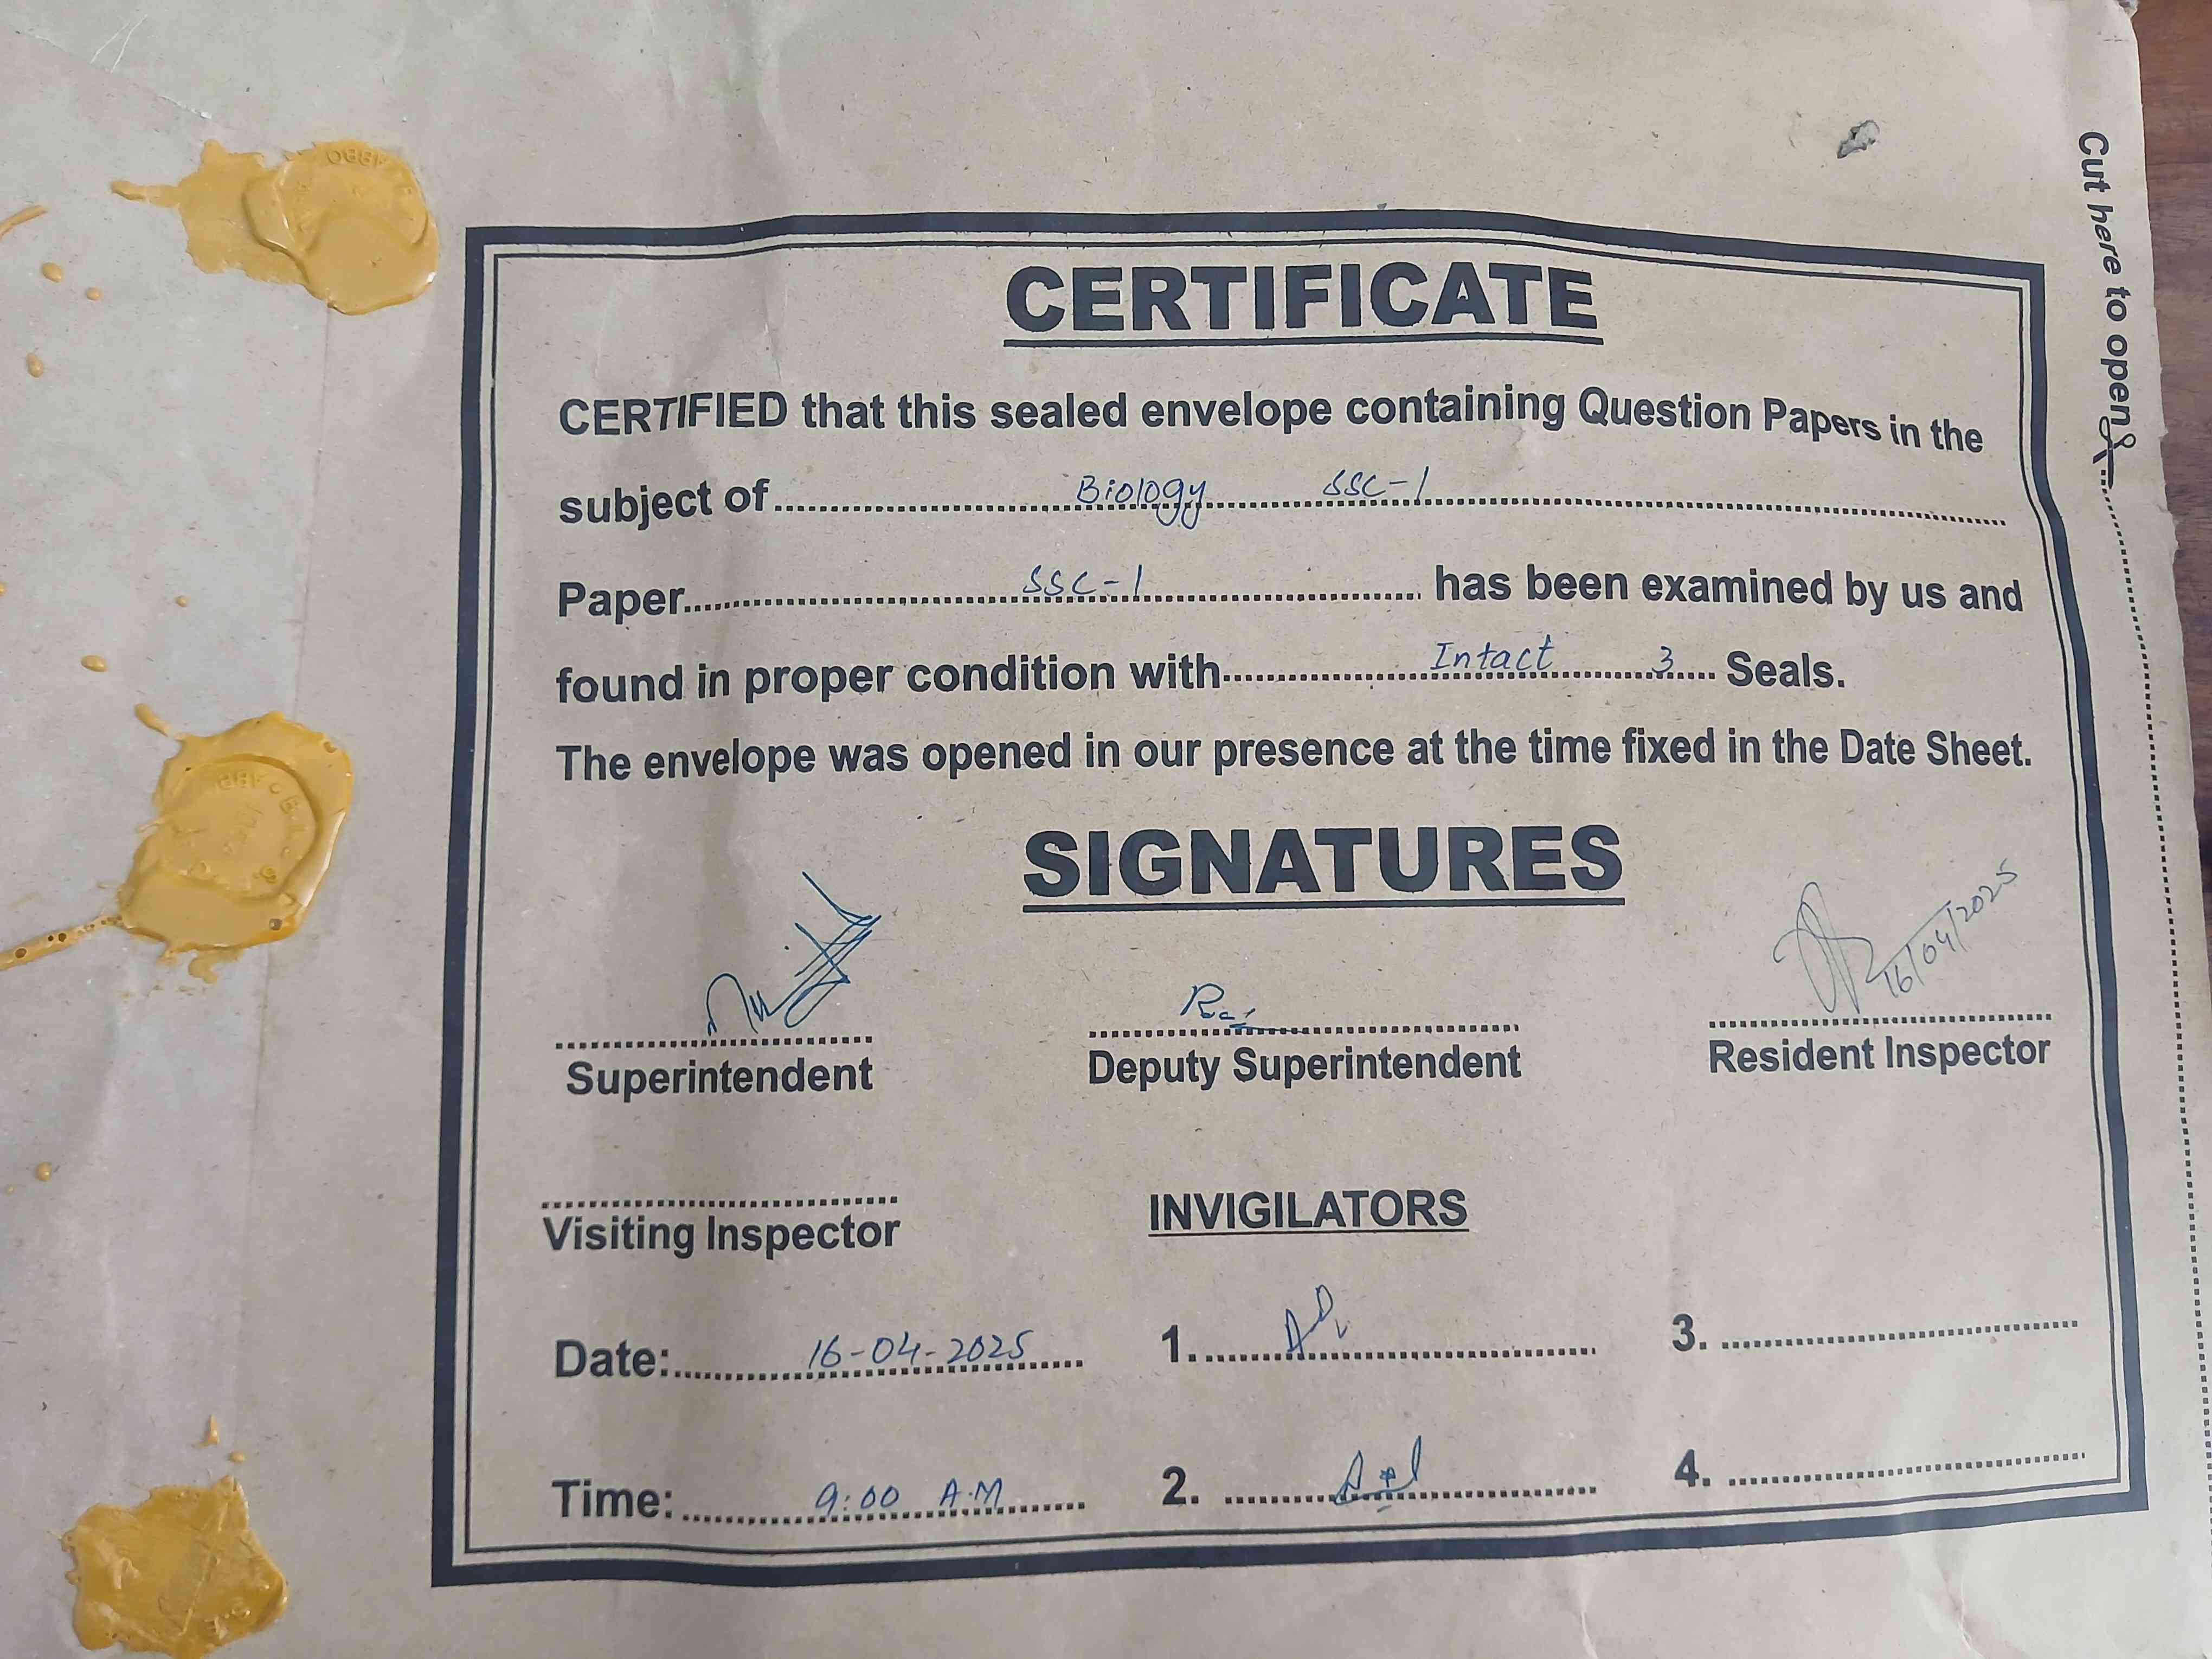 Cut here to open
CERTIFICATE
CERTIFIED that this sealed envelope containing Question Papers in the
subject of Biology SSC-1
Paper SSC-1 has been examined by us and
found in proper condition with Intact 3 Seals.
The envelope was opened in our presence at the time fixed in the Date Sheet.
SIGNATURES
16/04/2025
Superintendent Deputy Superintendent Resident Inspector
Visiting Inspector INVIGILATORS
Date: 16-04-2025 1. 3.
Time: 9:00 A.M 2. 4.